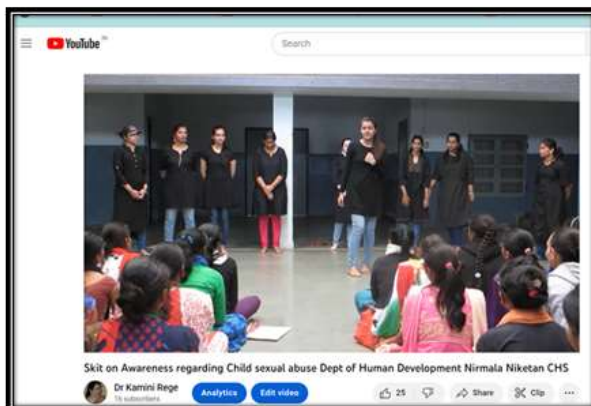 YouTube
Search
Skit on Awareness regarding Child sexual abuse Dept of Human Development Nirmala Niketan CHS
Dr Kamini Rege
subscribers
Analytics
Edit video
25
Share
Clip